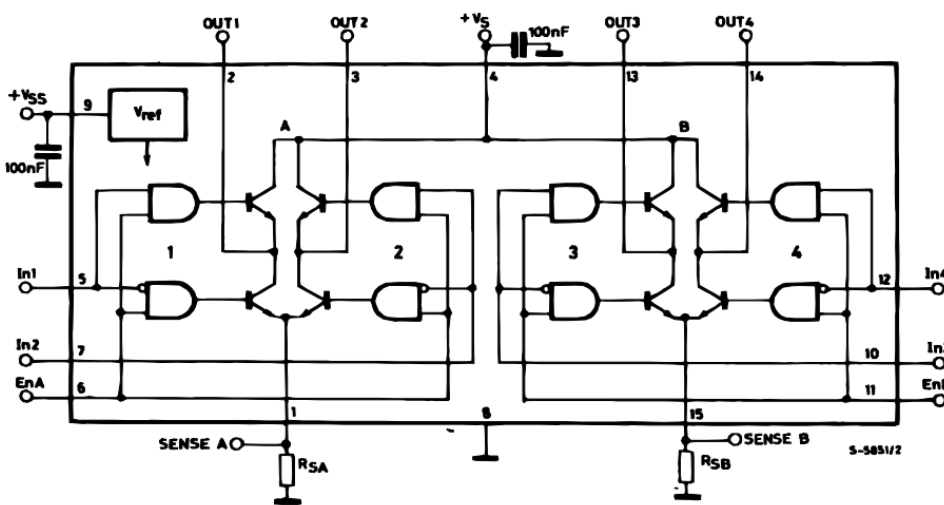 OUT1 OUT2 +VS 100nF OUT3 OUT4
2 3 4 13 14
+VSS 9 Vref
A B
100nF
1 2 3 4
In1 5 12 In4
In2 7 10
EnA 6 11
1 8 15
SENSE A SENSE B
RSA RSB
S-5851/2